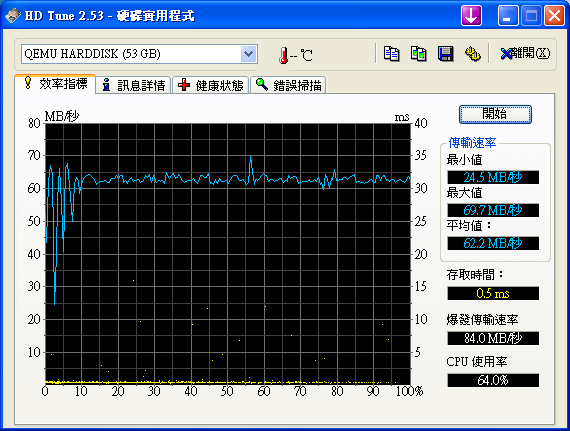 HD Tune 2.53 - 硬碟實用程式
QEMU HARDDISK (53 GB)
-- ℃
離開(X)
效率指標
訊息詳情
健康狀態
錯誤掃描
MB/秒
ms
80
70
60
50
40
30
20
10
40
35
30
25
20
15
10
5
0
10
20
30
40
50
60
70
80
90
100%
開始
傳輸速率
最小值
24.5 MB/秒
最大值
69.7 MB/秒
平均值：
62.2 MB/秒
存取時間：
0.5 ms
爆發傳輸速率
84.0 MB/秒
CPU 使用率
64.0%